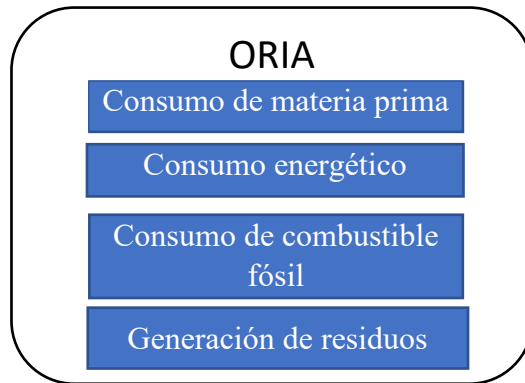 ORIA
Consumo de materia prima
Consumo energético
Consumo de combustible
fósil
Generación de residuos